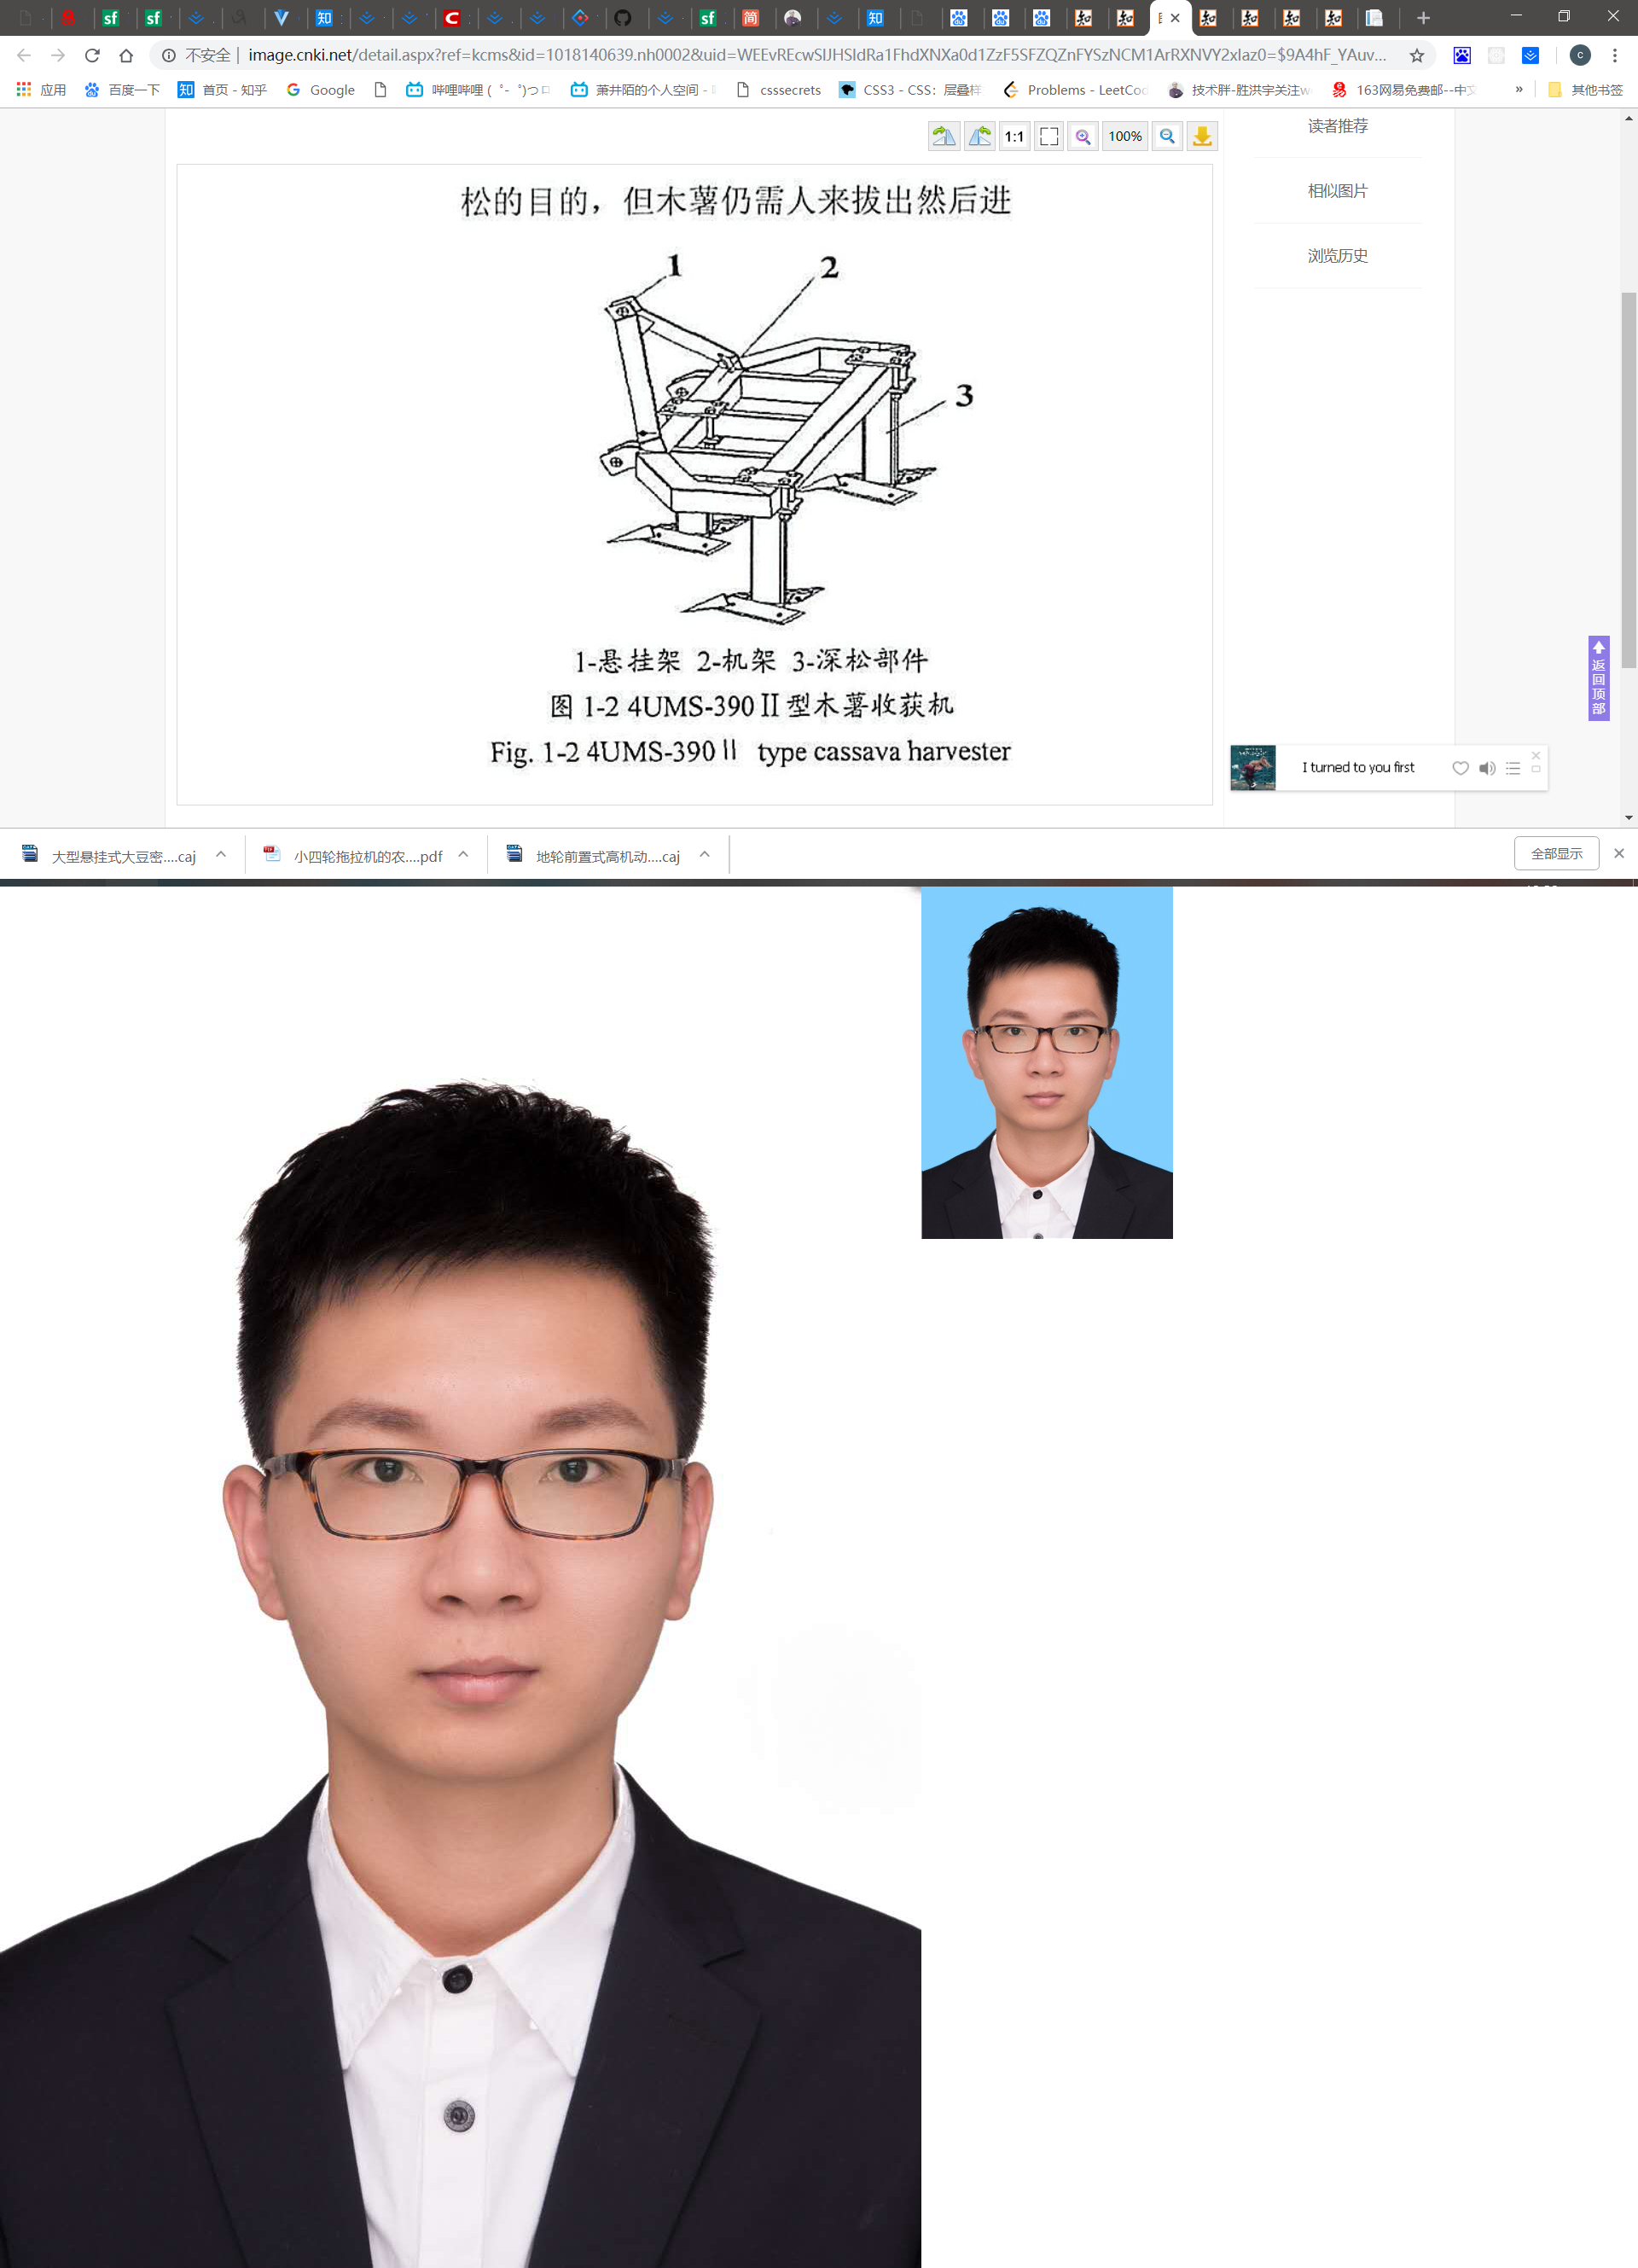 不安全 | image.cnki.net/detail.aspx?ref=kcms&id=1018140639.nh0002&uid=WEEvREcwSlJHSldRa1FhdXNXa0d1ZzF5SFZQZnFYSzNCM1ArRXNVY2xlaz0=$9A4hF_YAuv...
应用 百度一下 首页 - 知乎 Google 哔哩哔哩 ( ゜- ゜)つロ 萧井陌的个人空间 - csssecrets CSS3 - CSS：层叠样 Problems - LeetCod 技术胖-胜洪宇关注w 163网易免费邮--中文 » 其他书签
1:1 100%
读者推荐
相似图片
浏览历史
松的目的，但木薯仍需人来拔出然后进
1
2
3
1-悬挂架 2-机架 3-深松部件
图 1-2 4UMS-390Ⅱ型木薯收获机
Fig. 1-2 4UMS-390Ⅱ type cassava harvester
返回顶部
I turned to you first
大型悬挂式大豆密....caj 小四轮拖拉机的农....pdf 地轮前置式高机动....caj 全部显示